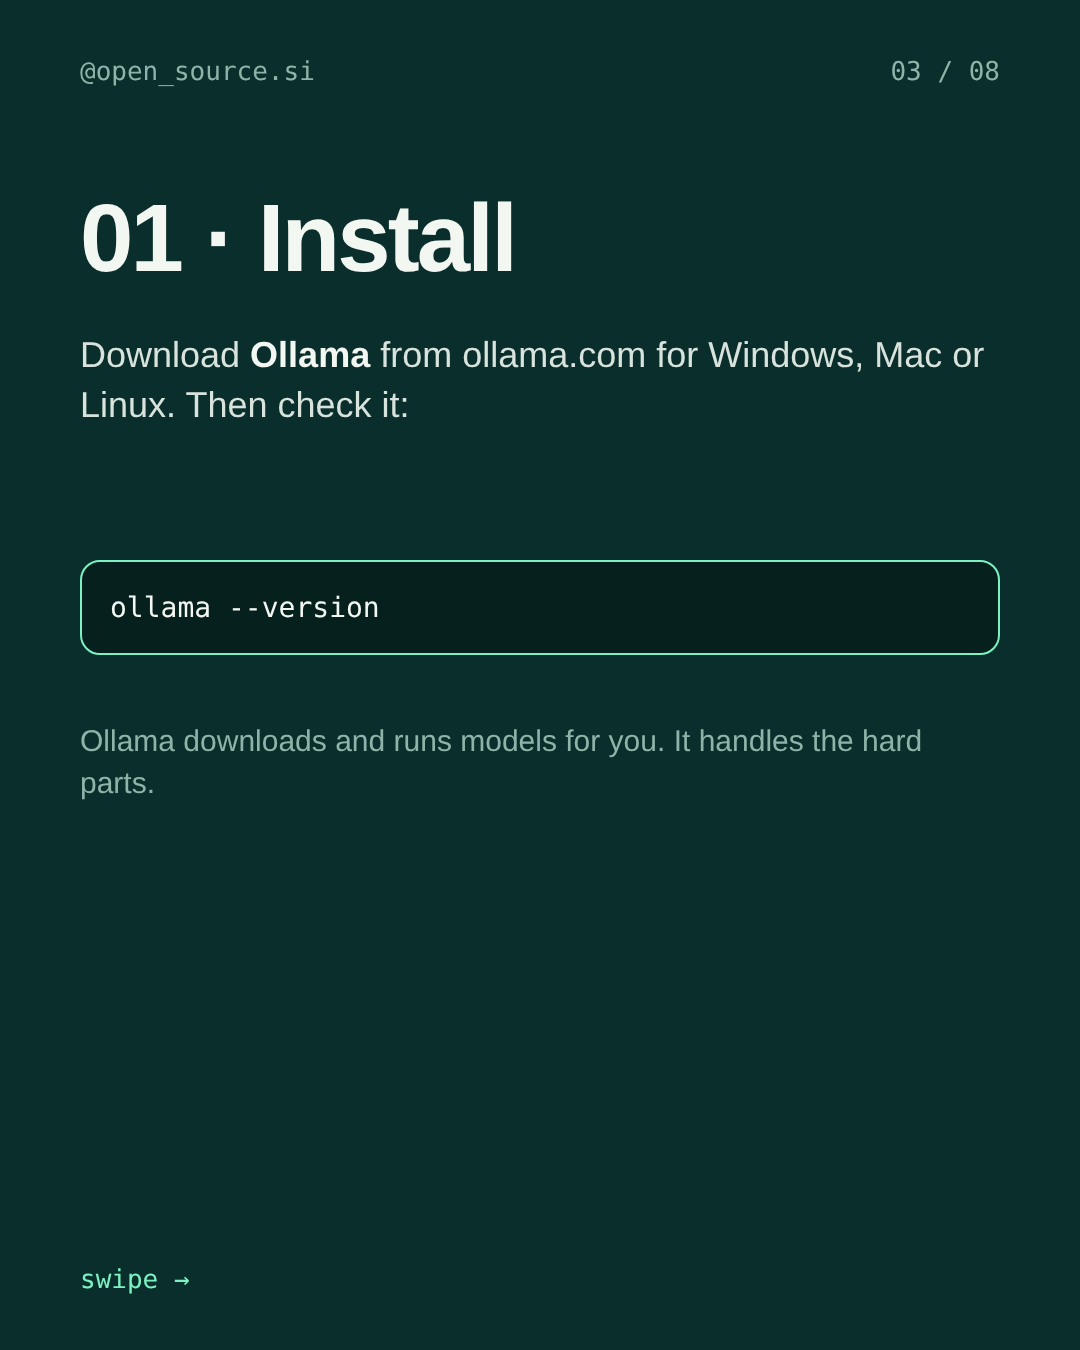 @open_source.si
03 / 08
01 · Install
Download Ollama from ollama.com for Windows, Mac or
Linux. Then check it:
ollama --version
Ollama downloads and runs models for you. It handles the hard
parts.
swipe →